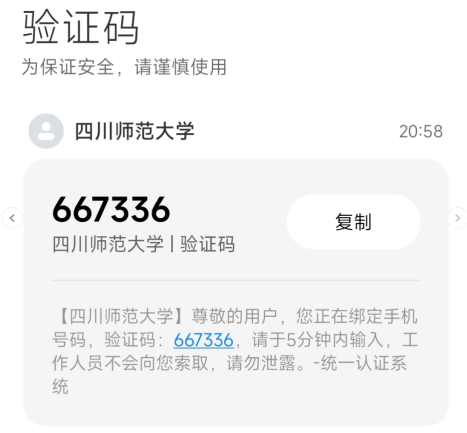 验证码
为保证安全，请谨慎使用
四川师范大学 20:58
667336
四川师范大学 | 验证码
复制
【四川师范大学】尊敬的用户，您正在绑定手机
号码，验证码：667336，请于5分钟内输入，工
作人员不会向您索取，请勿泄露。-统一认证系
统